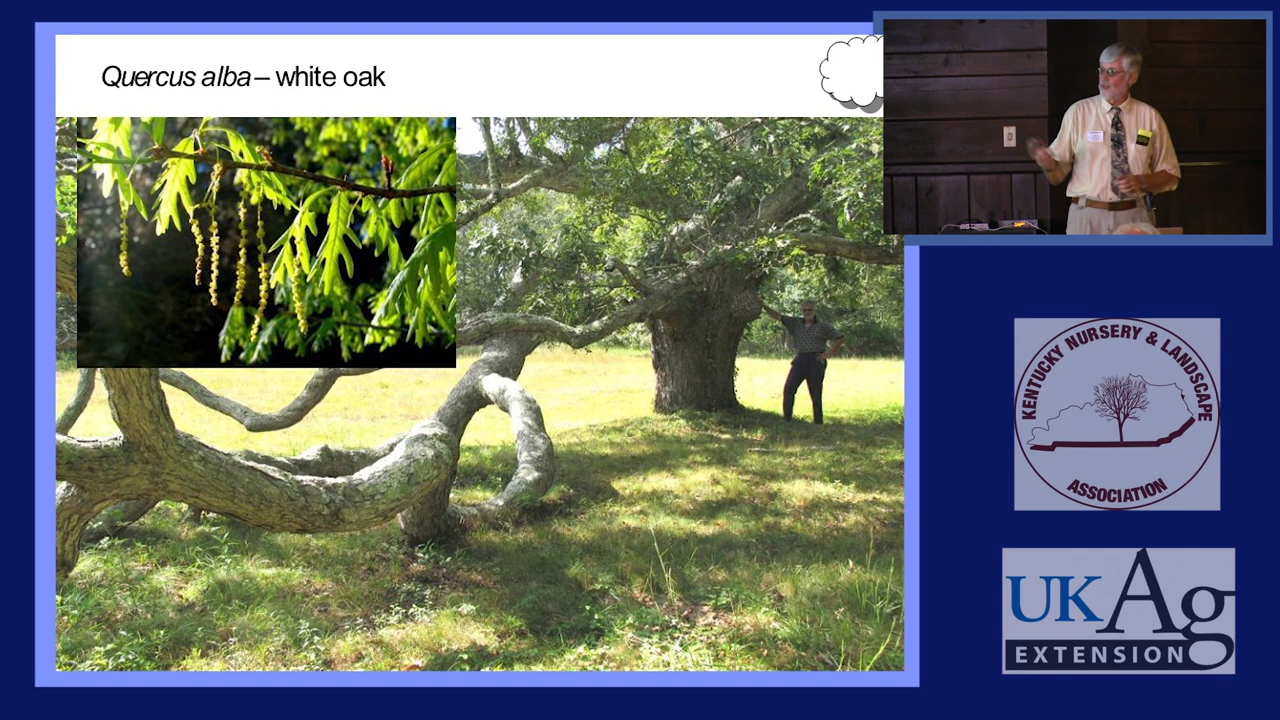 Quercus alba – white oak
KENTUCKY NURSERY & LANDSCAPE
ASSOCIATION
UKAg
EXTENSION